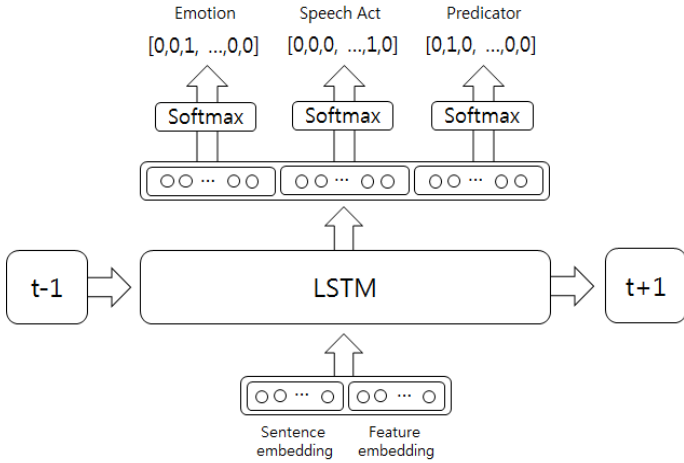 Emotion Speech Act Predicator
[0,0,1, ...,0,0] [0,0,0, ...,1,0] [0,1,0, ...,0,0]
Softmax Softmax Softmax
... ... ...
t-1 LSTM t+1
... ...
Sentence Feature
embedding embedding